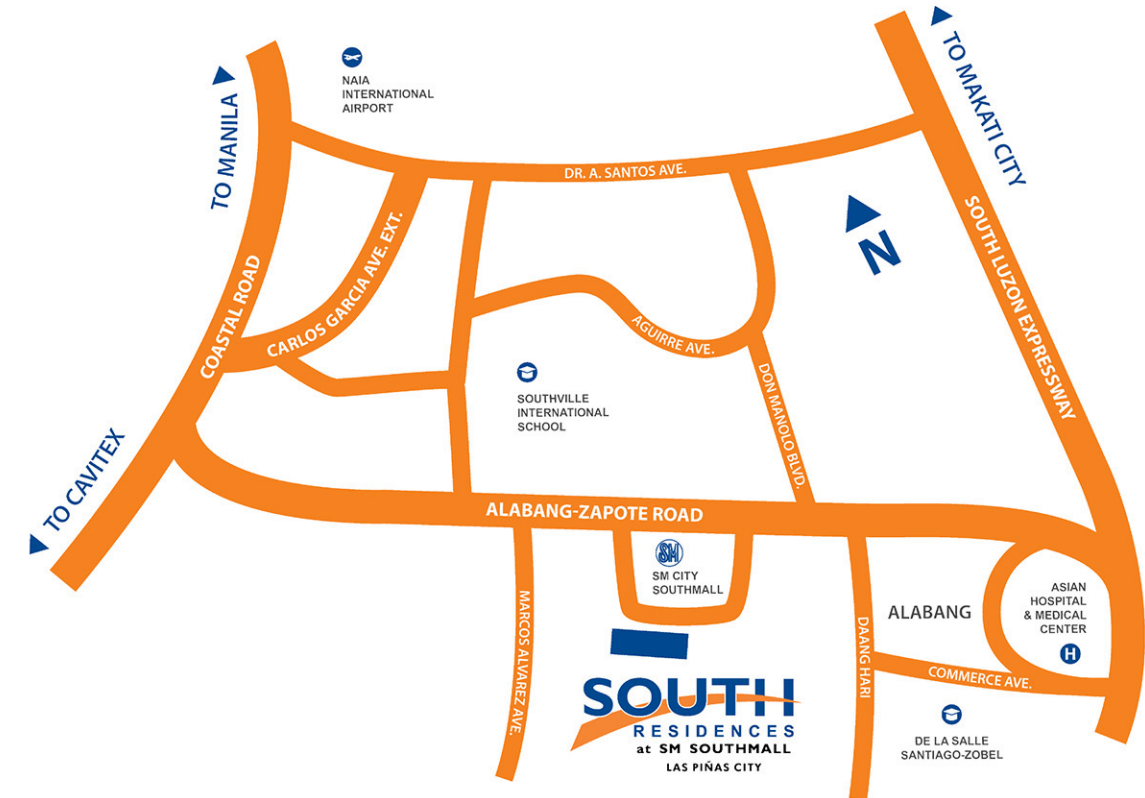 NAIA
INTERNATIONAL
AIRPORT
TO MANILA
TO MAKATI CITY
DR. A. SANTOS AVE.
N
COASTAL ROAD
CARLOS GARCIA AVE. EXT.
AGUIRRE AVE.
SOUTH LUZON EXPRESSWAY
SOUTHVILLE
INTERNATIONAL
SCHOOL
DON MANOLO BLVD.
TO CAVITEX
ALABANG-ZAPOTE ROAD
SM
SM CITY
SOUTHMALL
MARCOS ALVAREZ AVE.
DAANG HARI
ALABANG
ASIAN
HOSPITAL
& MEDICAL
CENTER
H
COMMERCE AVE.
SOUTH
RESIDENCES
at SM SOUTHMALL
LAS PIÑAS CITY
DE LA SALLE
SANTIAGO-ZOBEL